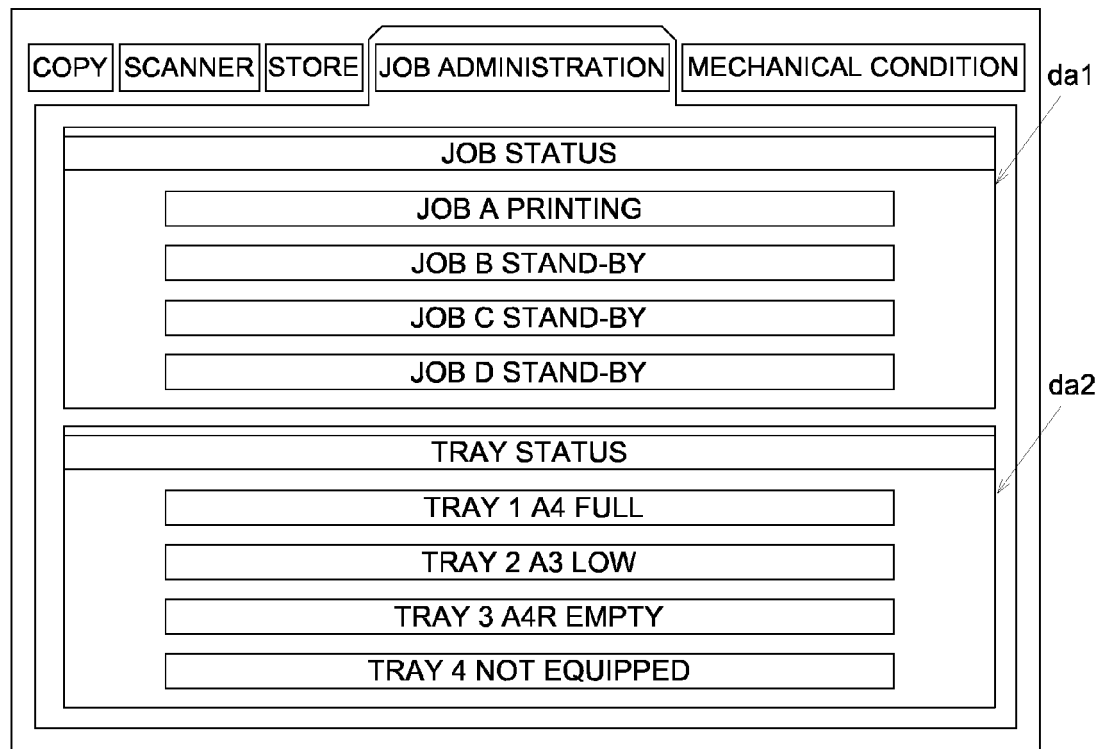 COPY SCANNER STORE JOB ADMINISTRATION MECHANICAL CONDITION
da1
JOB STATUS
JOB A PRINTING
JOB B STAND-BY
JOB C STAND-BY
JOB D STAND-BY
da2
TRAY STATUS
TRAY 1 A4 FULL
TRAY 2 A3 LOW
TRAY 3 A4R EMPTY
TRAY 4 NOT EQUIPPED